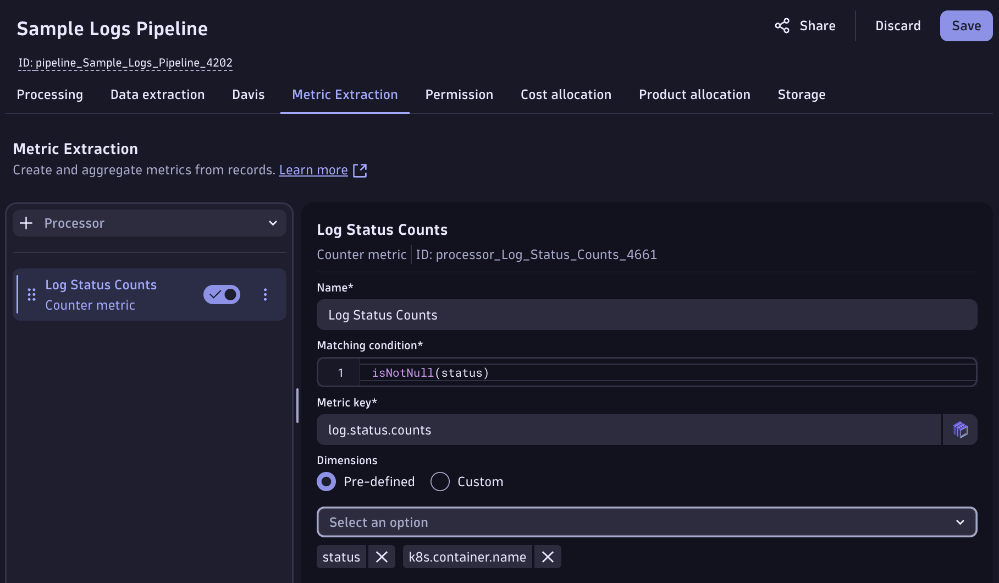 Sample Logs Pipeline
Share
Discard
Save
ID: pipeline_Sample_Logs_Pipeline_4202
Processing
Data extraction
Davis
Metric Extraction
Permission
Cost allocation
Product allocation
Storage
Metric Extraction
Create and aggregate metrics from records. Learn more
Processor
Log Status Counts
Counter metric
Log Status Counts
Counter metric ID: processor_Log_Status_Counts_4661
Name*
Log Status Counts
Matching condition*
1 isNotNull(status)
Metric key*
log.status.counts
Dimensions
Pre-defined
Custom
Select an option
status
k8s.container.name